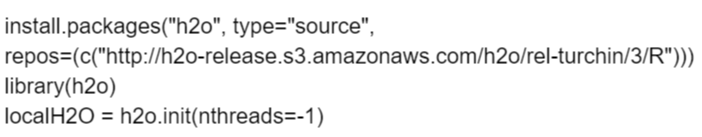 install.packages("h2o", type="source",
repos=(c("http://h2o-release.s3.amazonaws.com/h2o/rel-turchin/3/R")))
library(h2o)
localH2O = h2o.init(nthreads=-1)